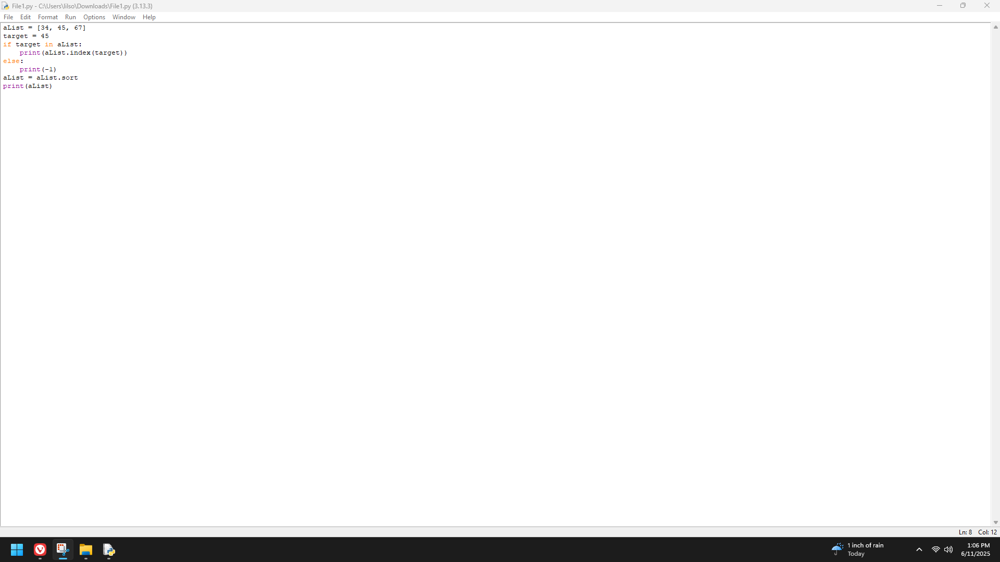 File1.py - C:\Users\lilso\Downloads\File1.py (3.13.3)
File Edit Format Run Options Window Help
aList = [34, 45, 67]
target = 45
if target in aList:
    print(aList.index(target))
else:
    print(-1)
aList = aList.sort
print(aList)
Ln: 8 Col: 12
1 inch of rain
Today
1:06 PM
6/11/2025